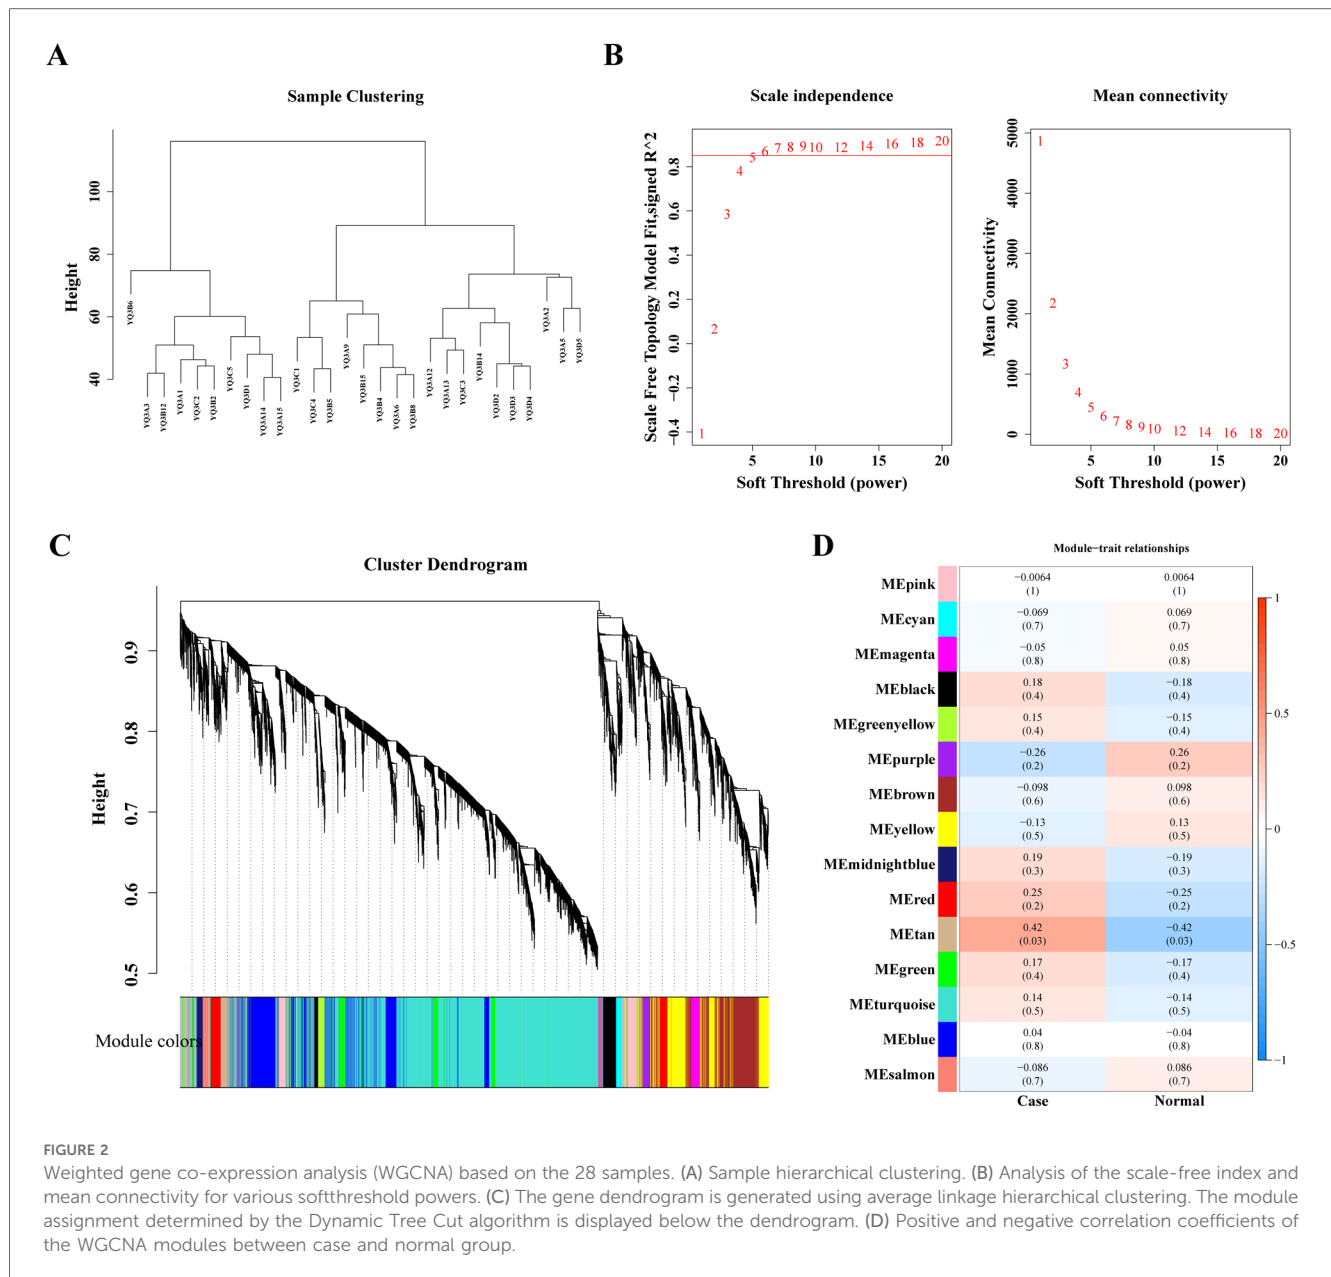 A
Sample Clustering
Height
100
80
60
40
YQ3B6
YQ3A3
YQ3B12
YQ3A1
YQ3C2
YQ3B2
YQ3C5
YQ3D1
YQ3A14
YQ3A15
YQ3C1
YQ3C4
YQ3B5
YQ3A9
YQ3B15
YQ3B4
YQ3A6
YQ3B8
YQ3A12
YQ3A13
YQ3C3
YQ3B14
YQ3D2
YQ3D3
YQ3D4
YQ3A2
YQ3A5
YQ3D5
B
Scale independence
Scale Free Topology Model Fit,signed R^2
0.8
0.6
0.4
0.2
0.0
−0.2
−0.4
1 2 3 4 5 6 7 8 9 10 12 14 16 18 20
5 10 15 20
Soft Threshold (power)
Mean connectivity
Mean Connectivity
5000
4000
3000
2000
1000
0
1 2 3 4 5 6 7 8 9 10 12 14 16 18 20
5 10 15 20
Soft Threshold (power)
C
Cluster Dendrogram
Height
0.9
0.8
0.7
0.6
0.5
Module colors
D
Module−trait relationships
MEpink −0.0064 0.0064
(1) (1)
MEcyan −0.069 0.069
(0.7) (0.7)
MEmagenta −0.05 0.05
(0.8) (0.8)
MEblack 0.18 −0.18
(0.4) (0.4)
MEgreenyellow 0.15 −0.15
(0.4) (0.4)
MEpurple −0.26 0.26
(0.2) (0.2)
MEbrown −0.098 0.098
(0.6) (0.6)
MEyellow −0.13 0.13
(0.5) (0.5)
MEmidnightblue 0.19 −0.19
(0.3) (0.3)
MEred 0.25 −0.25
(0.2) (0.2)
MEtan 0.42 −0.42
(0.03) (0.03)
MEgreen 0.17 −0.17
(0.4) (0.4)
MEturquoise 0.14 −0.14
(0.5) (0.5)
MEblue 0.04 −0.04
(0.8) (0.8)
MEsalmon −0.086 0.086
(0.7) (0.7)
Case Normal
1
0.5
0
−0.5
−1
FIGURE 2
Weighted gene co-expression analysis (WGCNA) based on the 28 samples. (A) Sample hierarchical clustering. (B) Analysis of the scale-free index and
mean connectivity for various softthreshold powers. (C) The gene dendrogram is generated using average linkage hierarchical clustering. The module
assignment determined by the Dynamic Tree Cut algorithm is displayed below the dendrogram. (D) Positive and negative correlation coefficients of
the WGCNA modules between case and normal group.